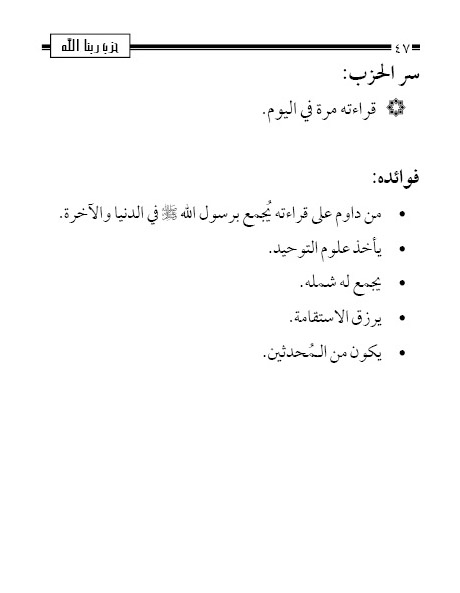 ٤٧
حزب ربنا الله
سر الحزب:
قراءته مرة في اليوم.
فوائده:
• من داوم على قراءته يُجمع برسول الله ﷺ في الدنيا والآخرة.
• يأخذ علوم التوحيد.
• يجمع له شمله.
• يرزق الاستقامة.
• يكون من المُحدثين.